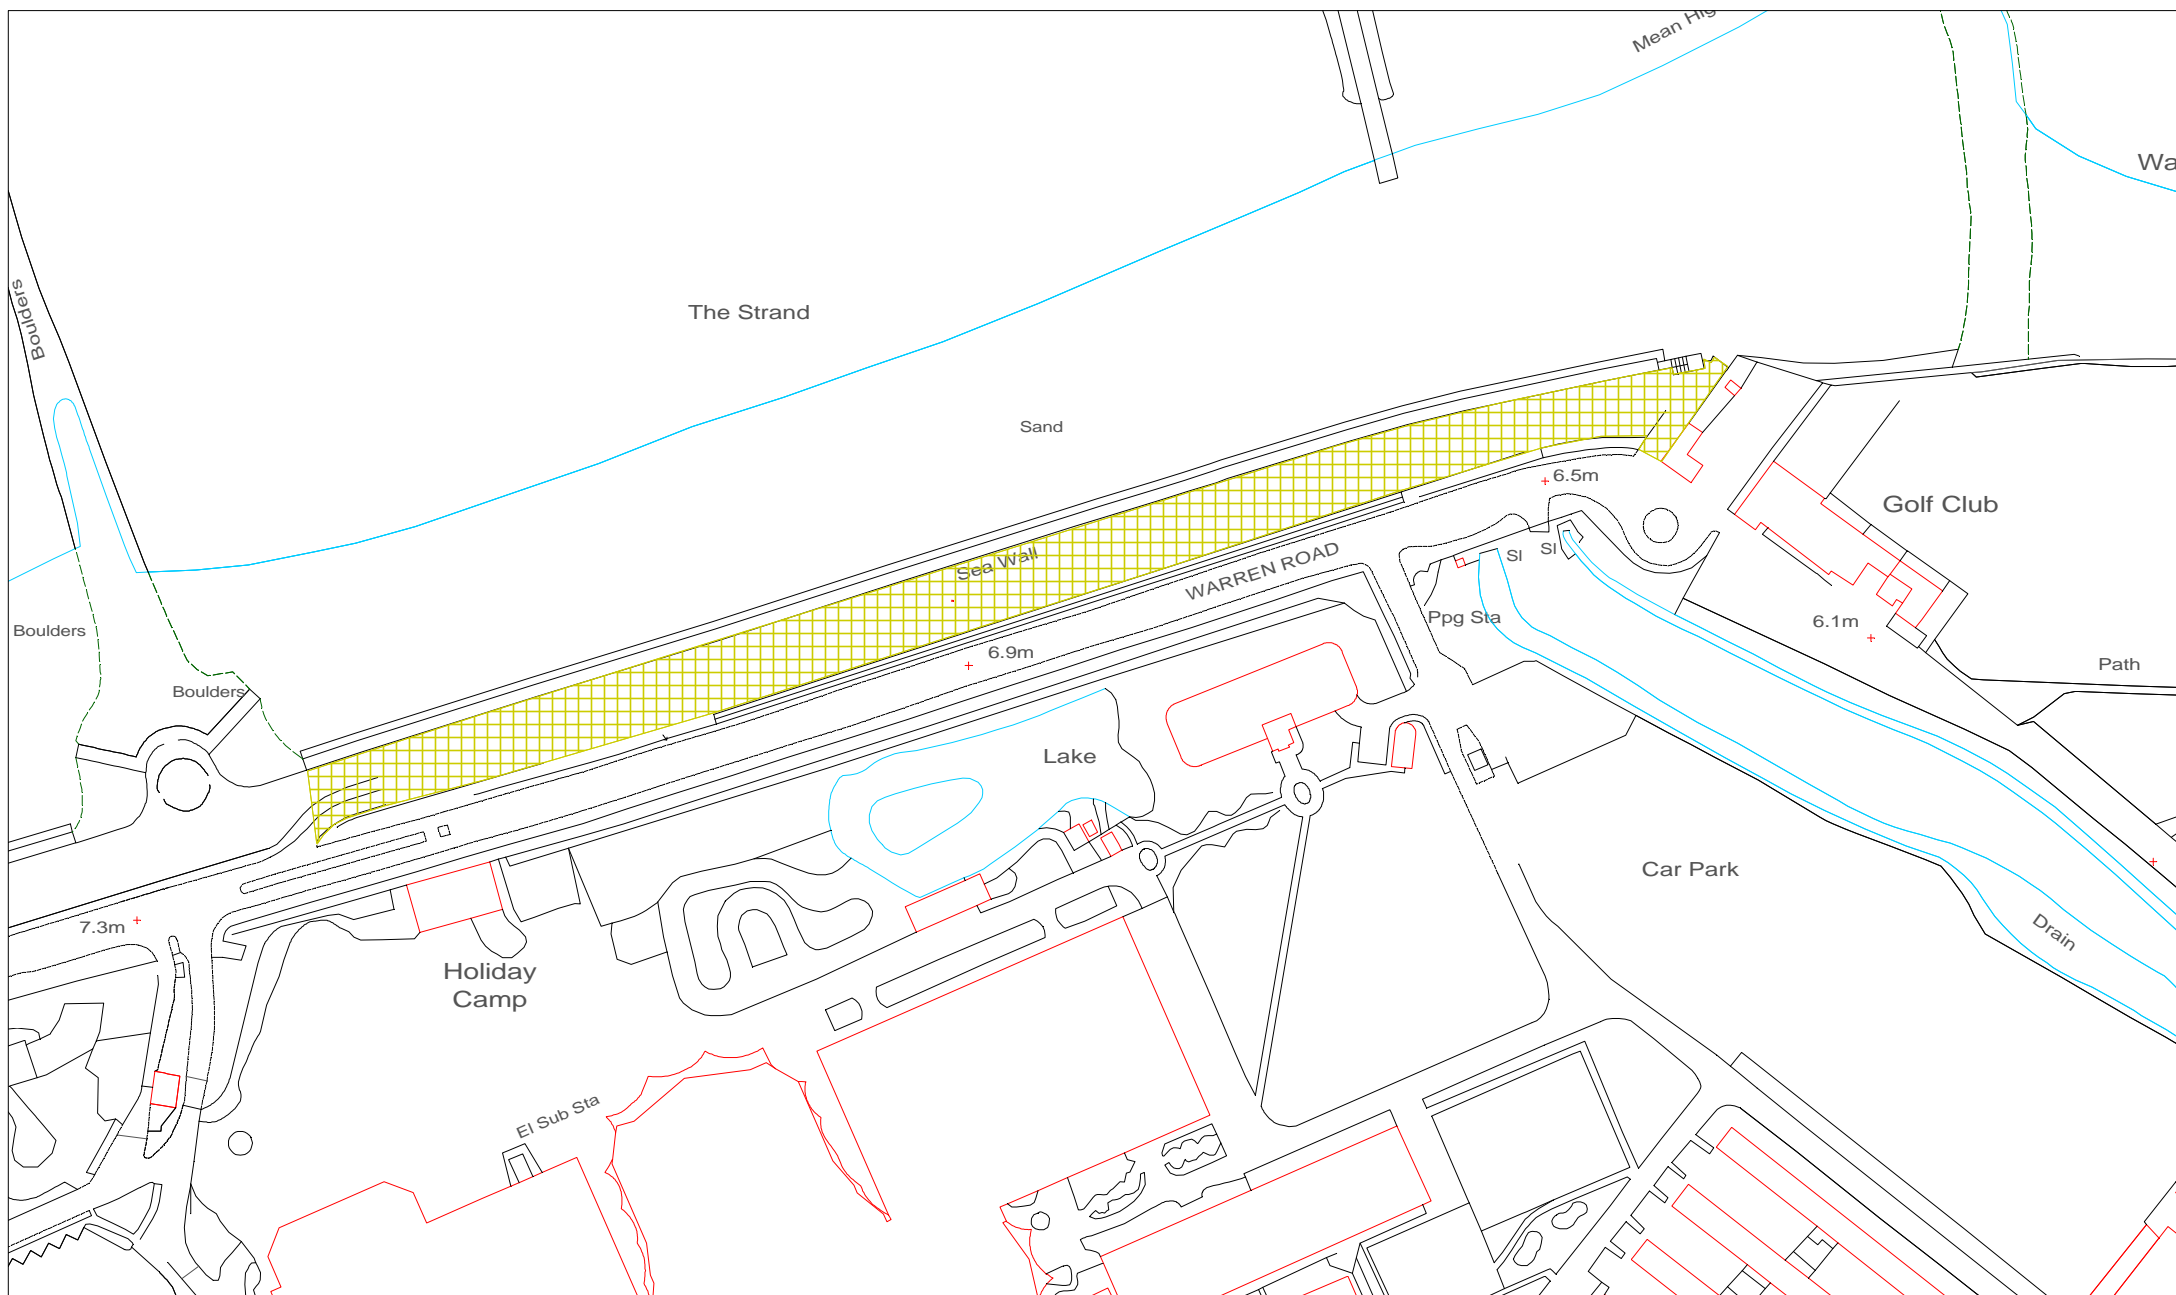 Mean Hig
Wa
Boulders
The Strand
Sand
6.5m
Golf Club
Sea Wall
WARREN ROAD
Sl
Sl
Boulders
Ppg Sta
6.1m
6.9m
Path
Boulders
Lake
Car Park
7.3m
Drain
Holiday
Camp
El Sub Sta